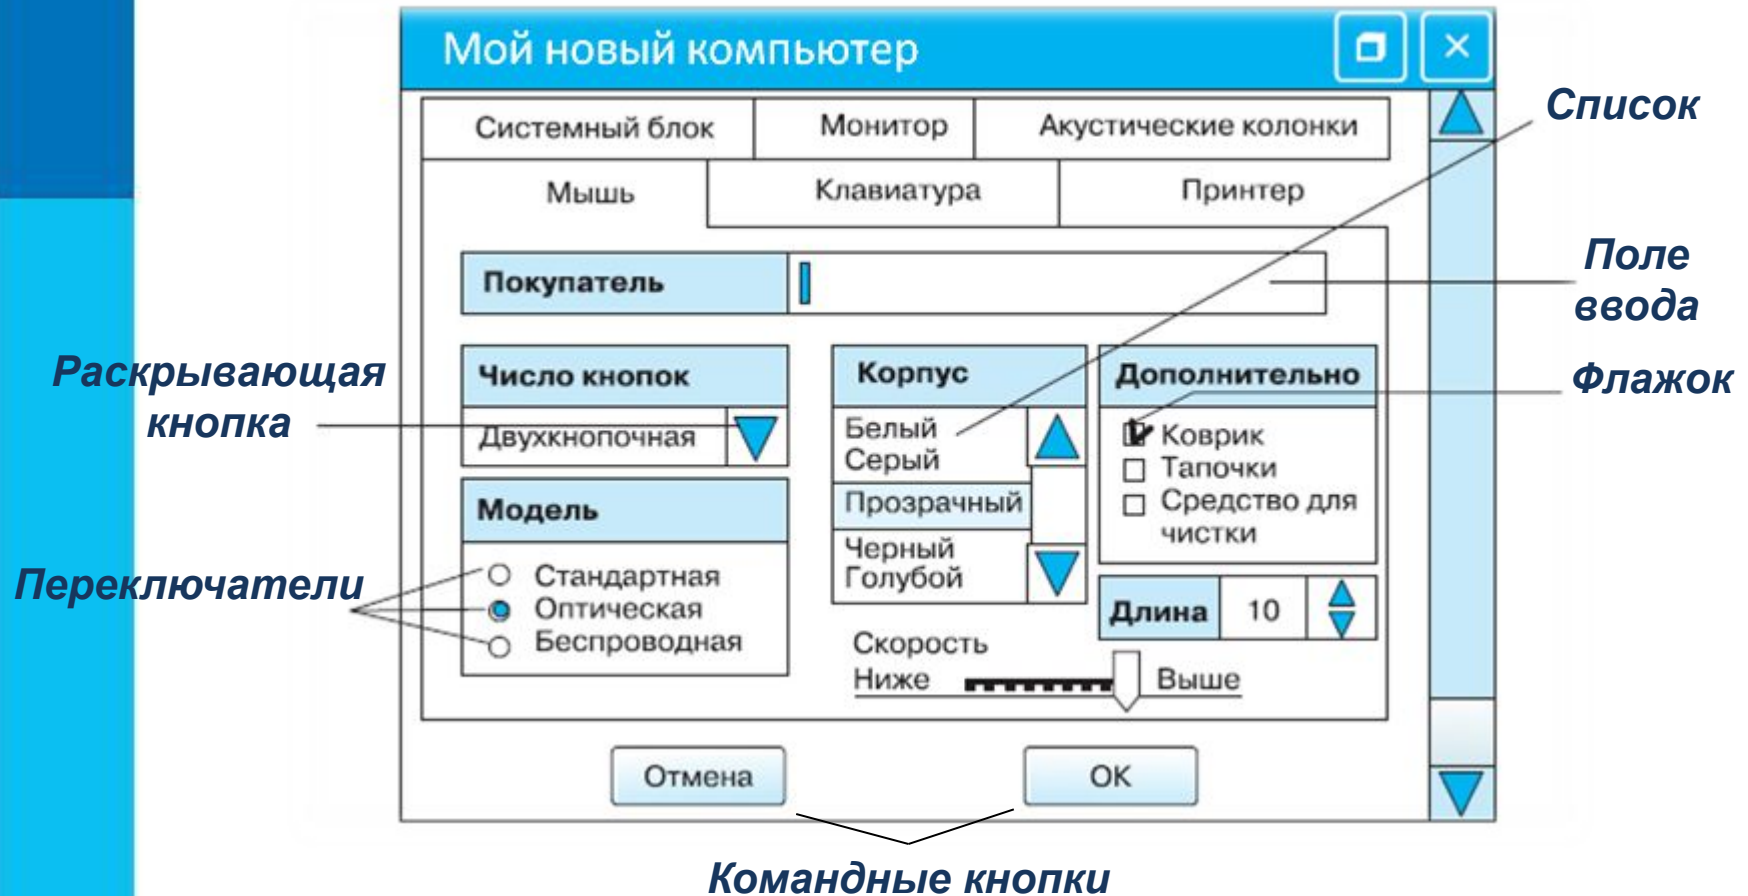 Мой новый компьютер
Список
Системный блок
Монитор
Акустические колонки
Мышь
Клавиатура
Принтер
Поле
ввода
Покупатель
Раскрывающая
кнопка
Число кнопок
Двухкнопочная
Корпус
Белый
Серый
Прозрачный
Черный
Голубой
Дополнительно
Коврик
Тапочки
Средство для
чистки
Флажок
Переключатели
Модель
Стандартная
Оптическая
Беспроводная
Длина
10
Скорость
Ниже
Выше
Отмена
ОК
Командные кнопки